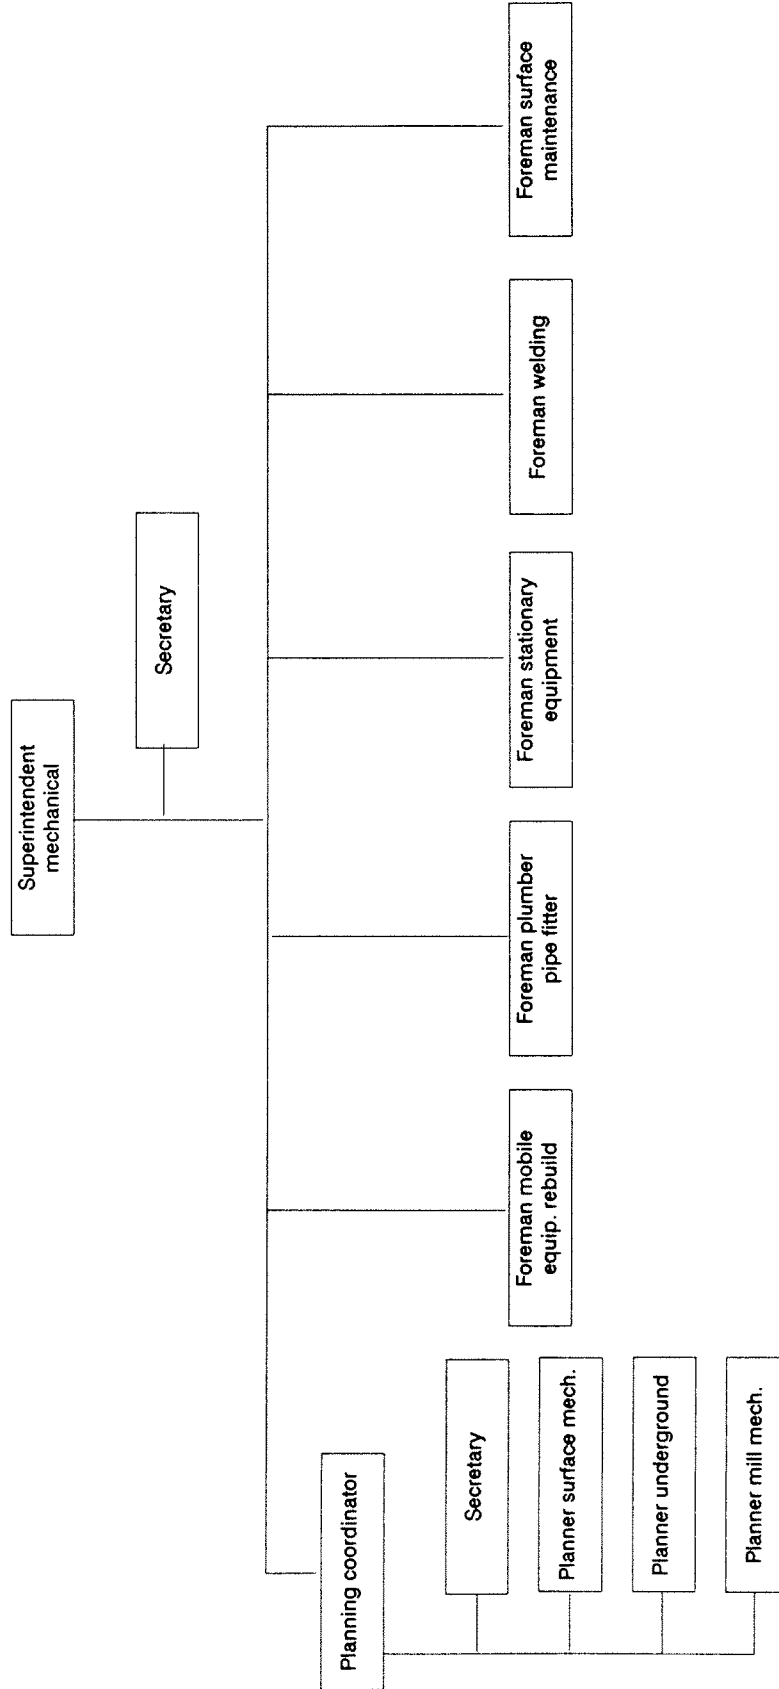 Superintendent
mechanical
Secretary
Planning coordinator
Secretary
Planner surface mech.
Planner underground
Planner mill mech.
Foreman mobile
equip. rebuild
Foreman plumber
pipe fitter
Foreman stationary
equipment
Foreman welding
Foreman surface
maintenance